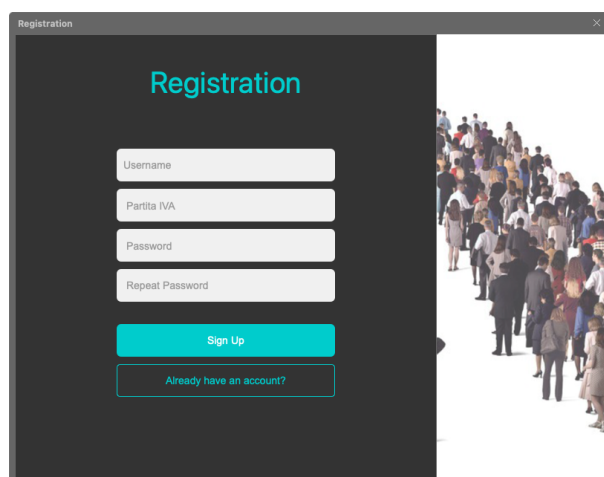 Registration
Registration
Username
Partita IVA
Password
Repeat Password
Sign Up
Already have an account?